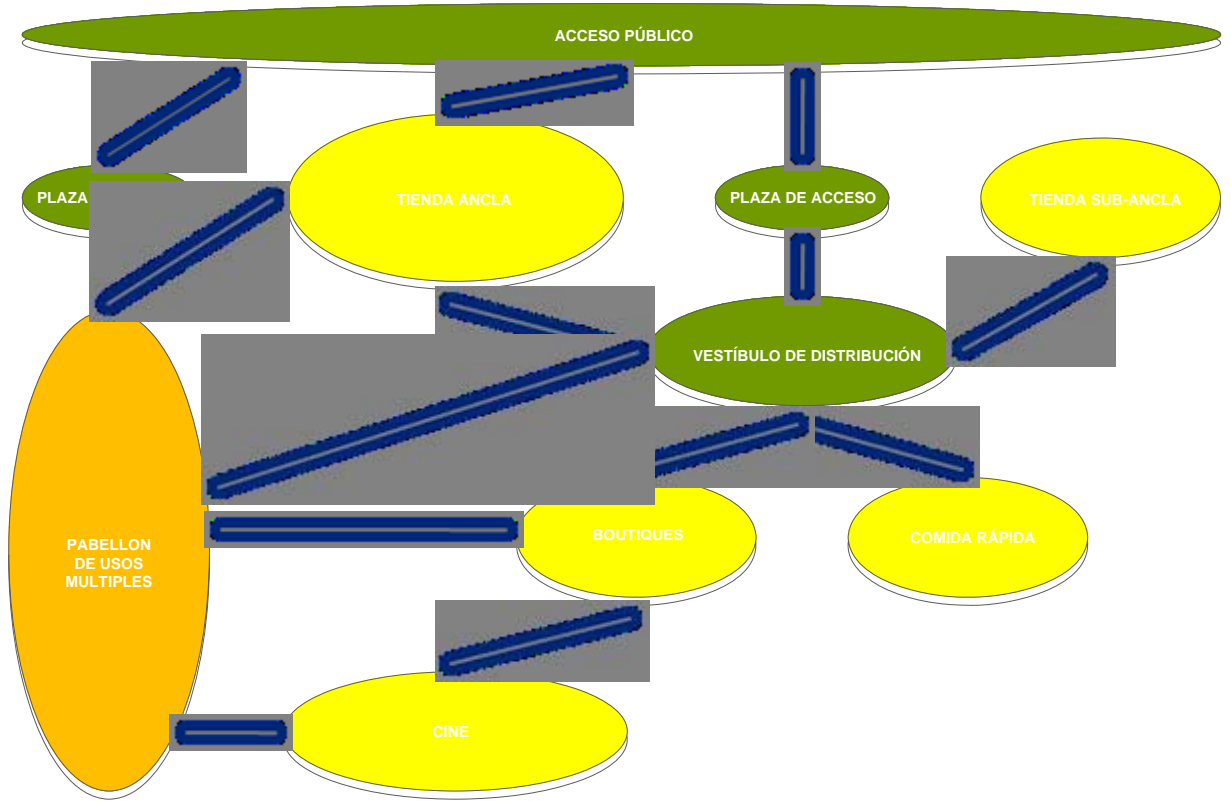 ACCESO PÚBLICO
PLAZA
TIENDA ANCLA
PLAZA DE ACCESO
TIENDA SUB-ANCLA
VESTÍBULO DE DISTRIBUCIÓN
BOUTIQUES
COMIDA RÁPIDA
PABELLON
DE USOS
MULTIPLES
CINE